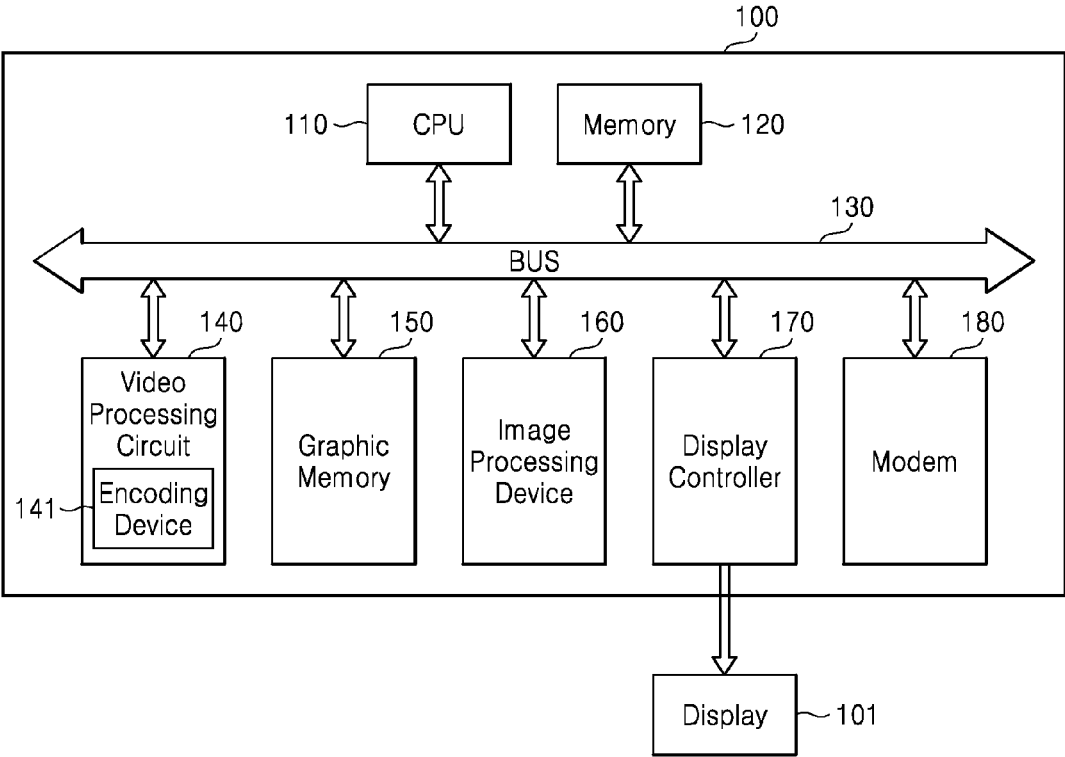 100
110
CPU
Memory
120
130
BUS
140
150
160
170
180
Video
Processing
Circuit
141
Encoding
Device
Graphic
Memory
Image
Processing
Device
Display
Controller
Modem
Display
101